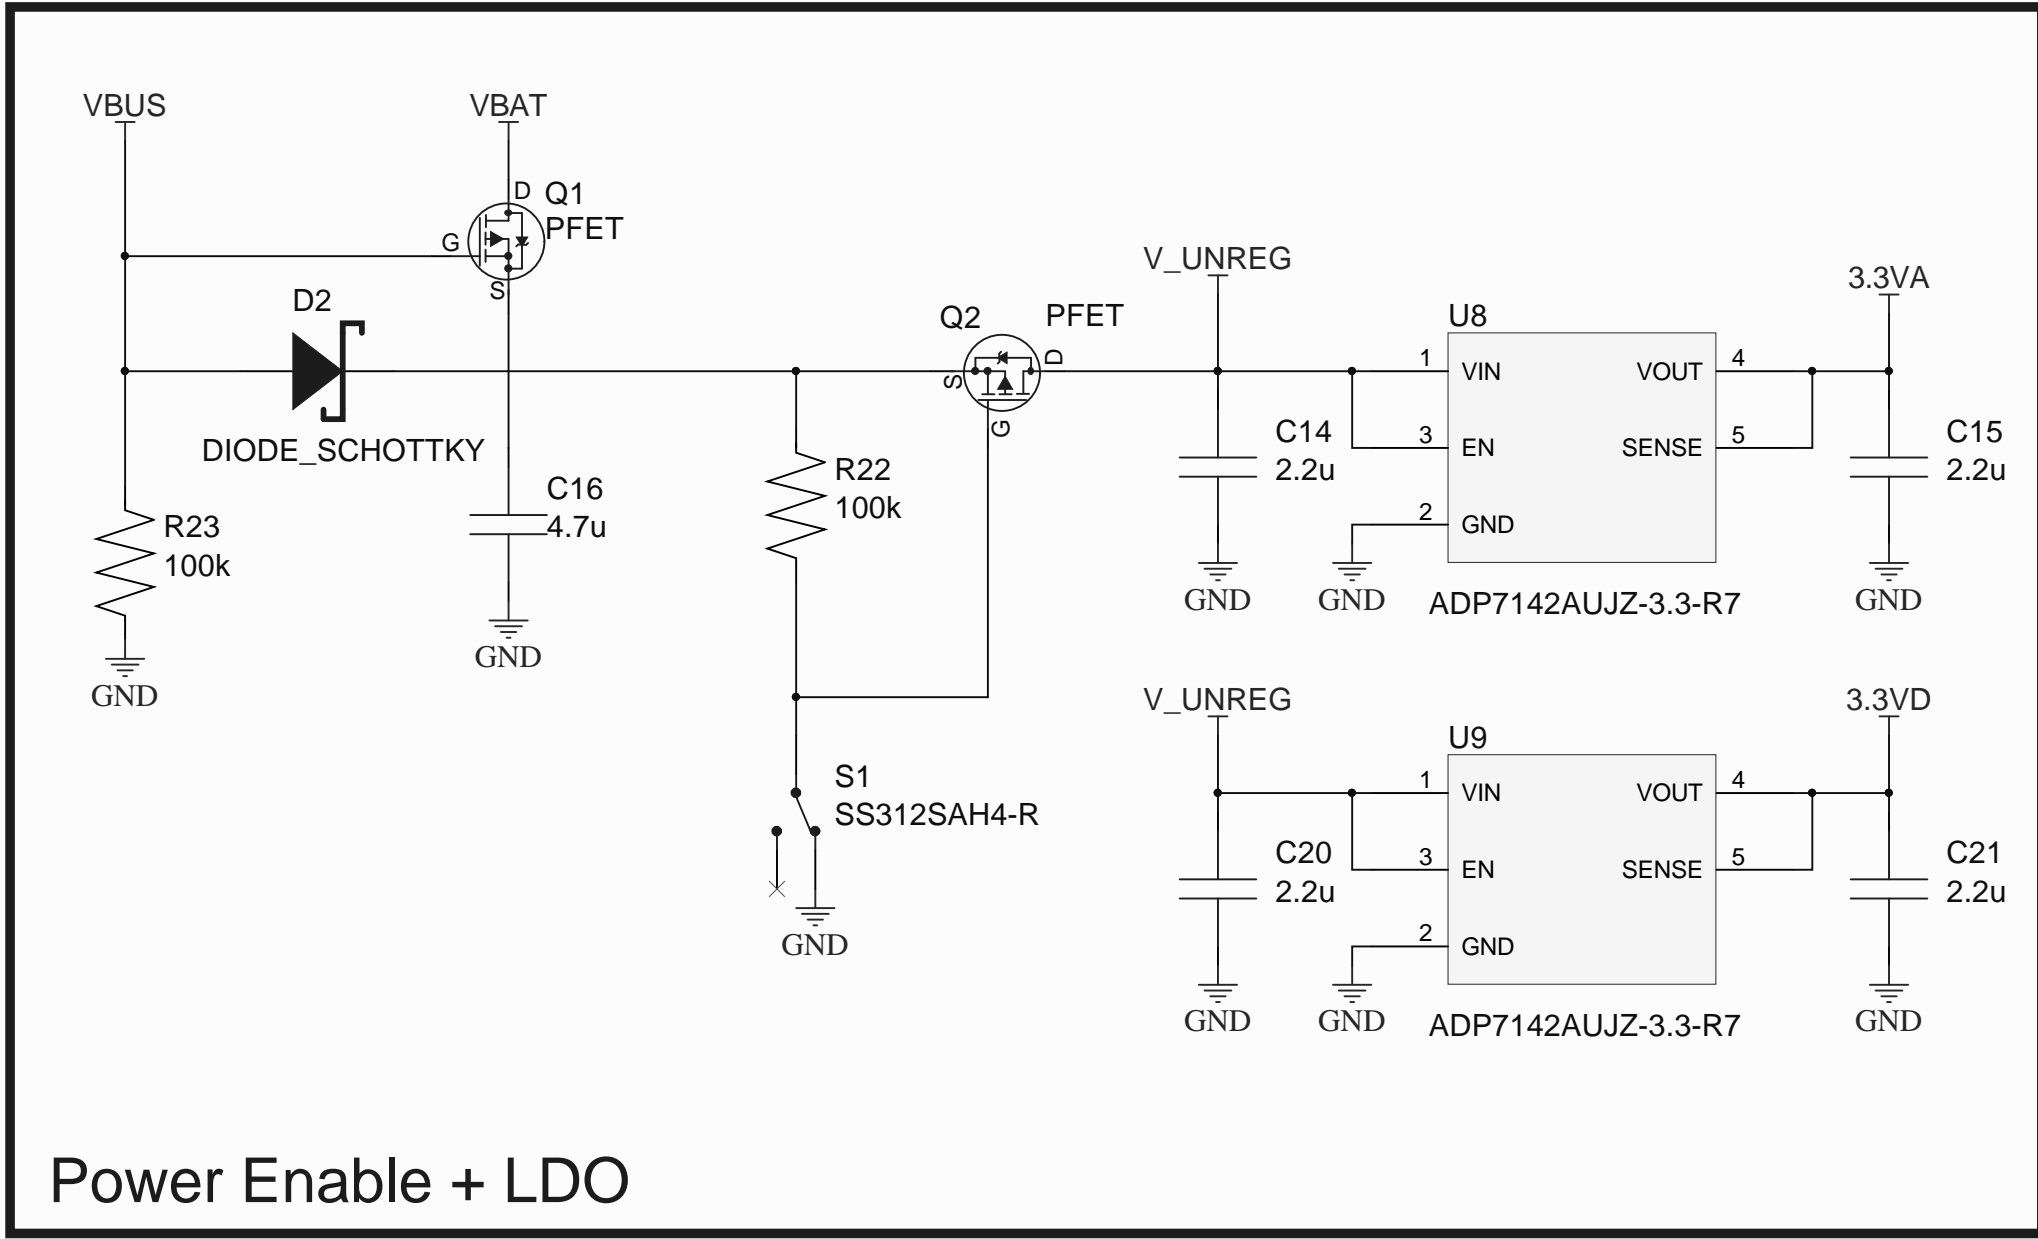 VBUS
VBAT
D
Q1
PFET
G
S
D2
DIODE_SCHOTTKY
R23
100k
GND
C16
4.7u
GND
Q2
PFET
S
D
G
R22
100k
S1
SS312SAH4-R
GND
V_UNREG
C14
2.2u
GND
GND
U8
1
VIN
3
EN
2
GND
VOUT
4
SENSE
5
ADP7142AUJZ-3.3-R7
3.3VA
C15
2.2u
GND
V_UNREG
C20
2.2u
GND
GND
U9
1
VIN
3
EN
2
GND
VOUT
4
SENSE
5
ADP7142AUJZ-3.3-R7
3.3VD
C21
2.2u
GND
Power Enable + LDO